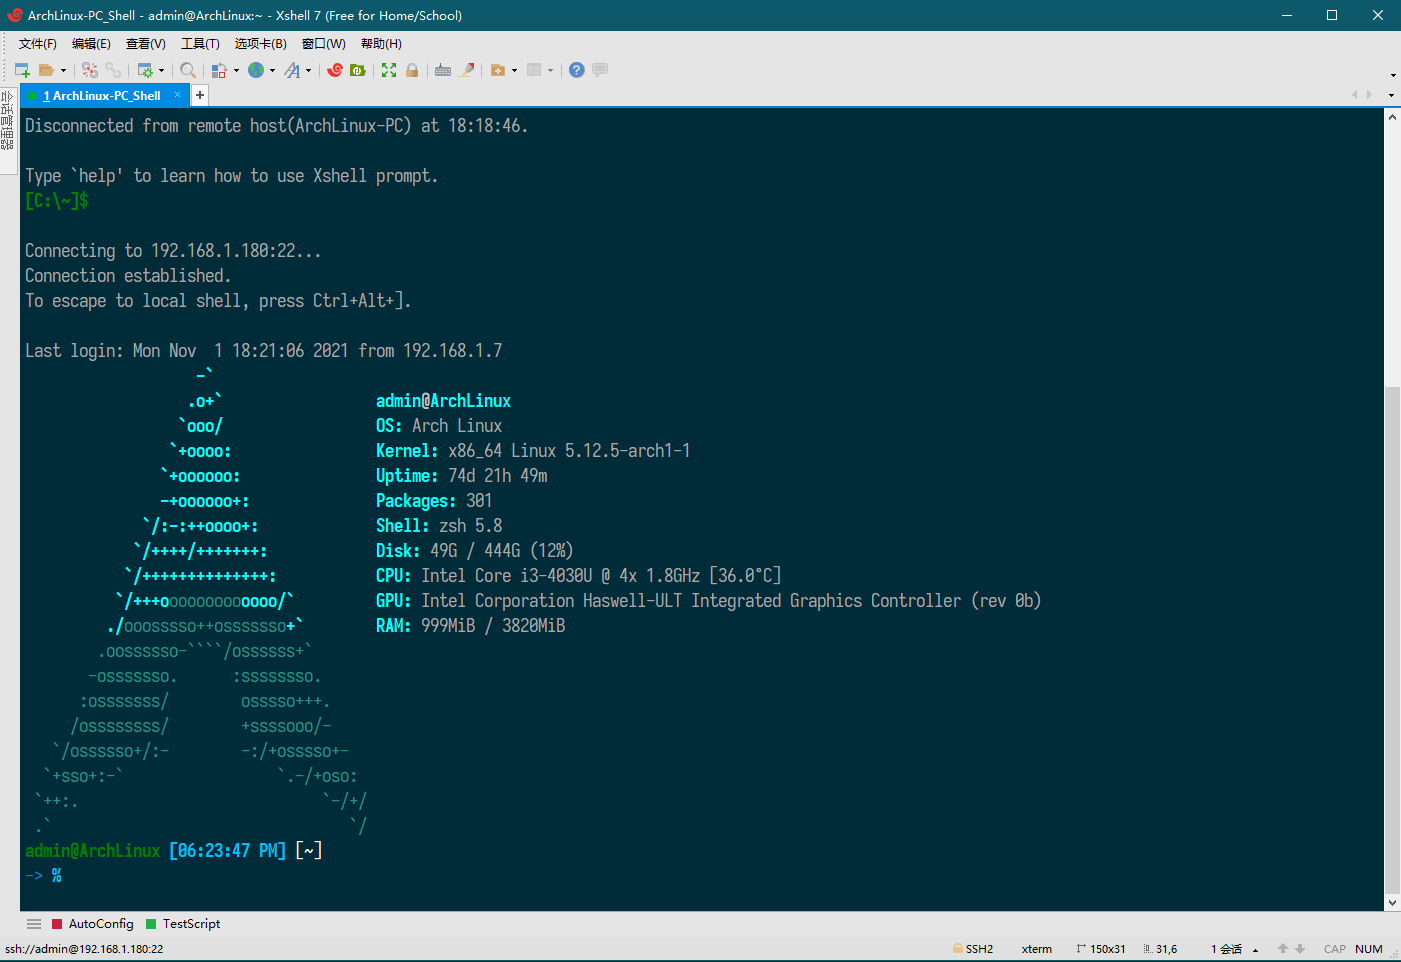 ArchLinux-PC_Shell - admin@ArchLinux:~ - Xshell 7 (Free for Home/School)
文件(F) 编辑(E) 查看(V) 工具(T) 选项卡(B) 窗口(W) 帮助(H)
会话管理器
1 ArchLinux-PC_Shell × +
Disconnected from remote host(ArchLinux-PC) at 18:18:46.
Type `help' to learn how to use Xshell prompt.
[C:\~]$
Connecting to 192.168.1.180:22...
Connection established.
To escape to local shell, press Ctrl+Alt+].
Last login: Mon Nov  1 18:21:06 2021 from 192.168.1.7
                   -`
                  .o+`                 admin@ArchLinux
                 `ooo/                 OS: Arch Linux
                `+oooo:                Kernel: x86_64 Linux 5.12.5-arch1-1
               `+oooooo:               Uptime: 74d 21h 49m
               -+oooooo+:              Packages: 301
             `/:-:++oooo+:             Shell: zsh 5.8
            `/++++/+++++++:            Disk: 49G / 444G (12%)
           `/++++++++++++++:           CPU: Intel Core i3-4030U @ 4x 1.8GHz [36.0°C]
          `/+++ooooooooooooo/`         GPU: Intel Corporation Haswell-ULT Integrated Graphics Controller (rev 0b)
         ./ooosssso++osssssso+`        RAM: 999MiB / 3820MiB
        .oossssso-````/ossssss+`
       -osssssso.      :ssssssso.
      :osssssss/        osssso+++.
     /ossssssss/        +ssssooo/-
   `/ossssso+/:-        -:/+osssso+-
  `+sso+:-`                 `.-/+oso:
 `++:.                           `-/+/
 .`                                 `/
admin@ArchLinux [06:23:47 PM] [~]
-> %
AutoConfig TestScript
ssh://admin@192.168.1.180:22 SSH2 xterm 150x31 31,6 1 会话 CAP NUM